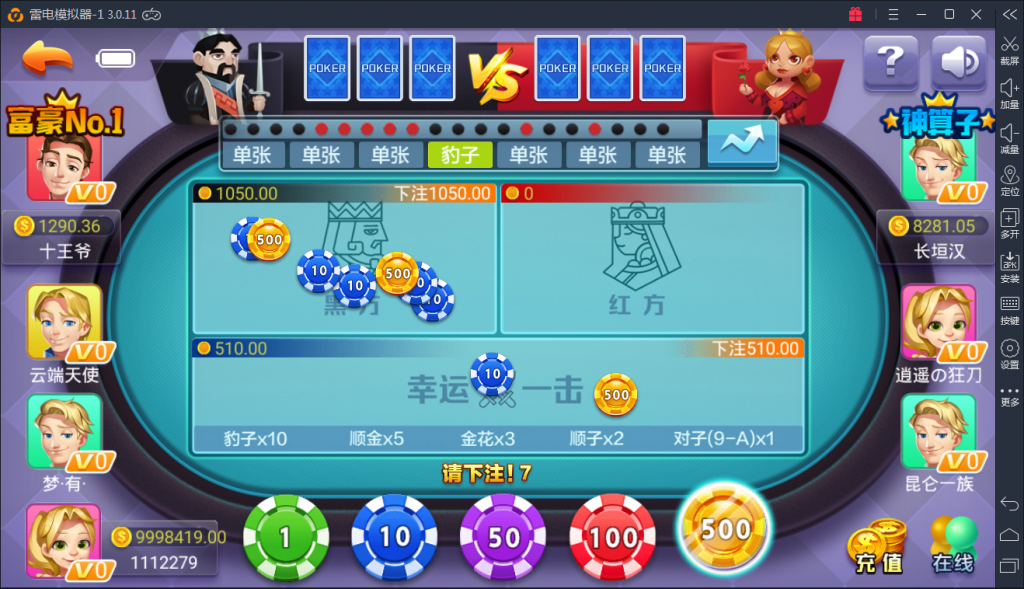 雷电模拟器-1 3.0.11
截屏
加量
减量
定位
多开
APK
安装
按键
设置
更多
POKER POKER POKER VS POKER POKER POKER
?
富豪No.1
神算子
单张 单张 单张 豹子 单张 单张 单张
V0
1290.36
十王爷
V0
云端天使
V0
梦·有·
V0
9998419.00
1112279
1050.00 下注1050.00
0
500
10
10
500
黑方
红方
510.00 下注510.00
幸运一击
10
500
豹子x10 顺金x5 金花x3 顺子x2 对子(9-A)x1
请下注!7
V0
8281.05
长垣汉
V0
逍遥の狂刀
V0
昆仑一族
1 10 50 100 500
充值
在线